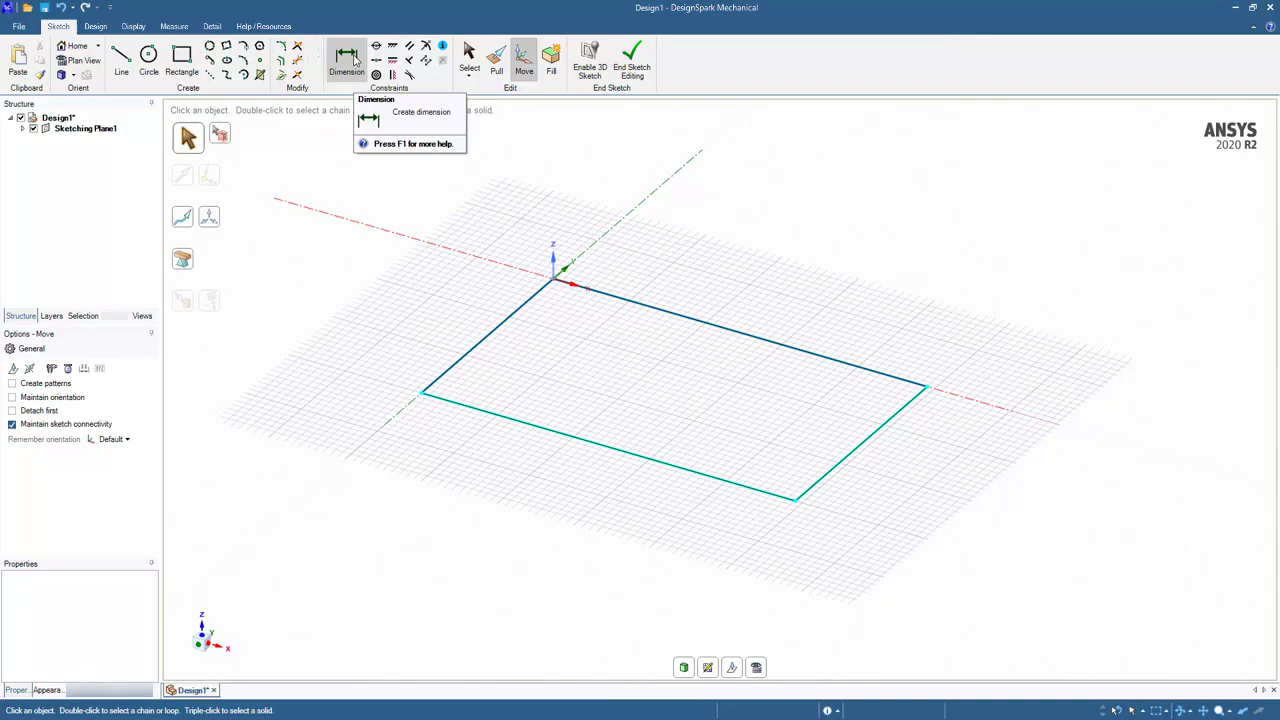 Design1 - DesignSpark Mechanical
File
Sketch
Design
Display
Measure
Detail
Help / Resources
Paste
Home
Plan View
Line
Circle
Rectangle
Dimension
Select
Pull
Move
Fill
Enable 3D
Sketch
End Sketch
Editing
Clipboard
Orient
Create
Modify
Constraints
Edit
End Sketch
Structure
Design1*
Sketching Plane1
Click an object. Double-click to select a chain
s to select a solid.
Dimension
Create dimension
Press F1 for more help.
ANSYS
2020 R2
Z
Y
X
Structure
Layers
Selection
Views
Options - Move
General
Create patterns
Maintain orientation
Detach first
Maintain sketch connectivity
Remember orientation
Default
Properties
Z
Y
X
Proper...
Appeara...
Design1*
Click an object. Double-click to select a chain or loop. Triple-click to select a solid.